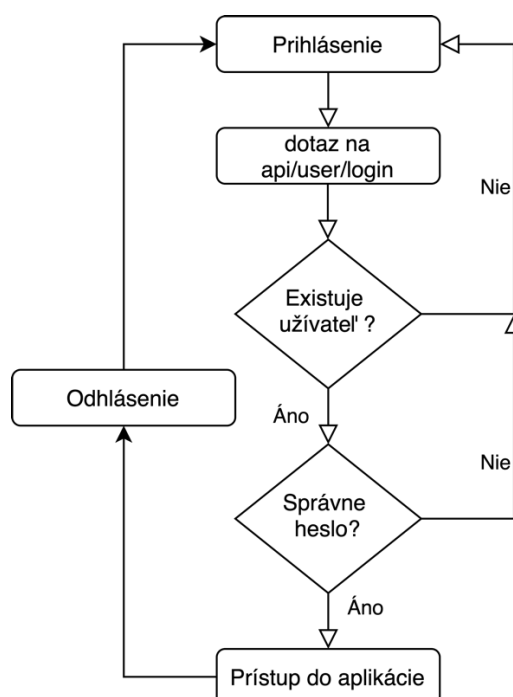 Prihlásenie
dotaz na
api/user/login
Nie
Existuje
užívateľ ?
Odhlásenie
Áno
Nie
Správne
heslo?
Áno
Prístup do aplikácie